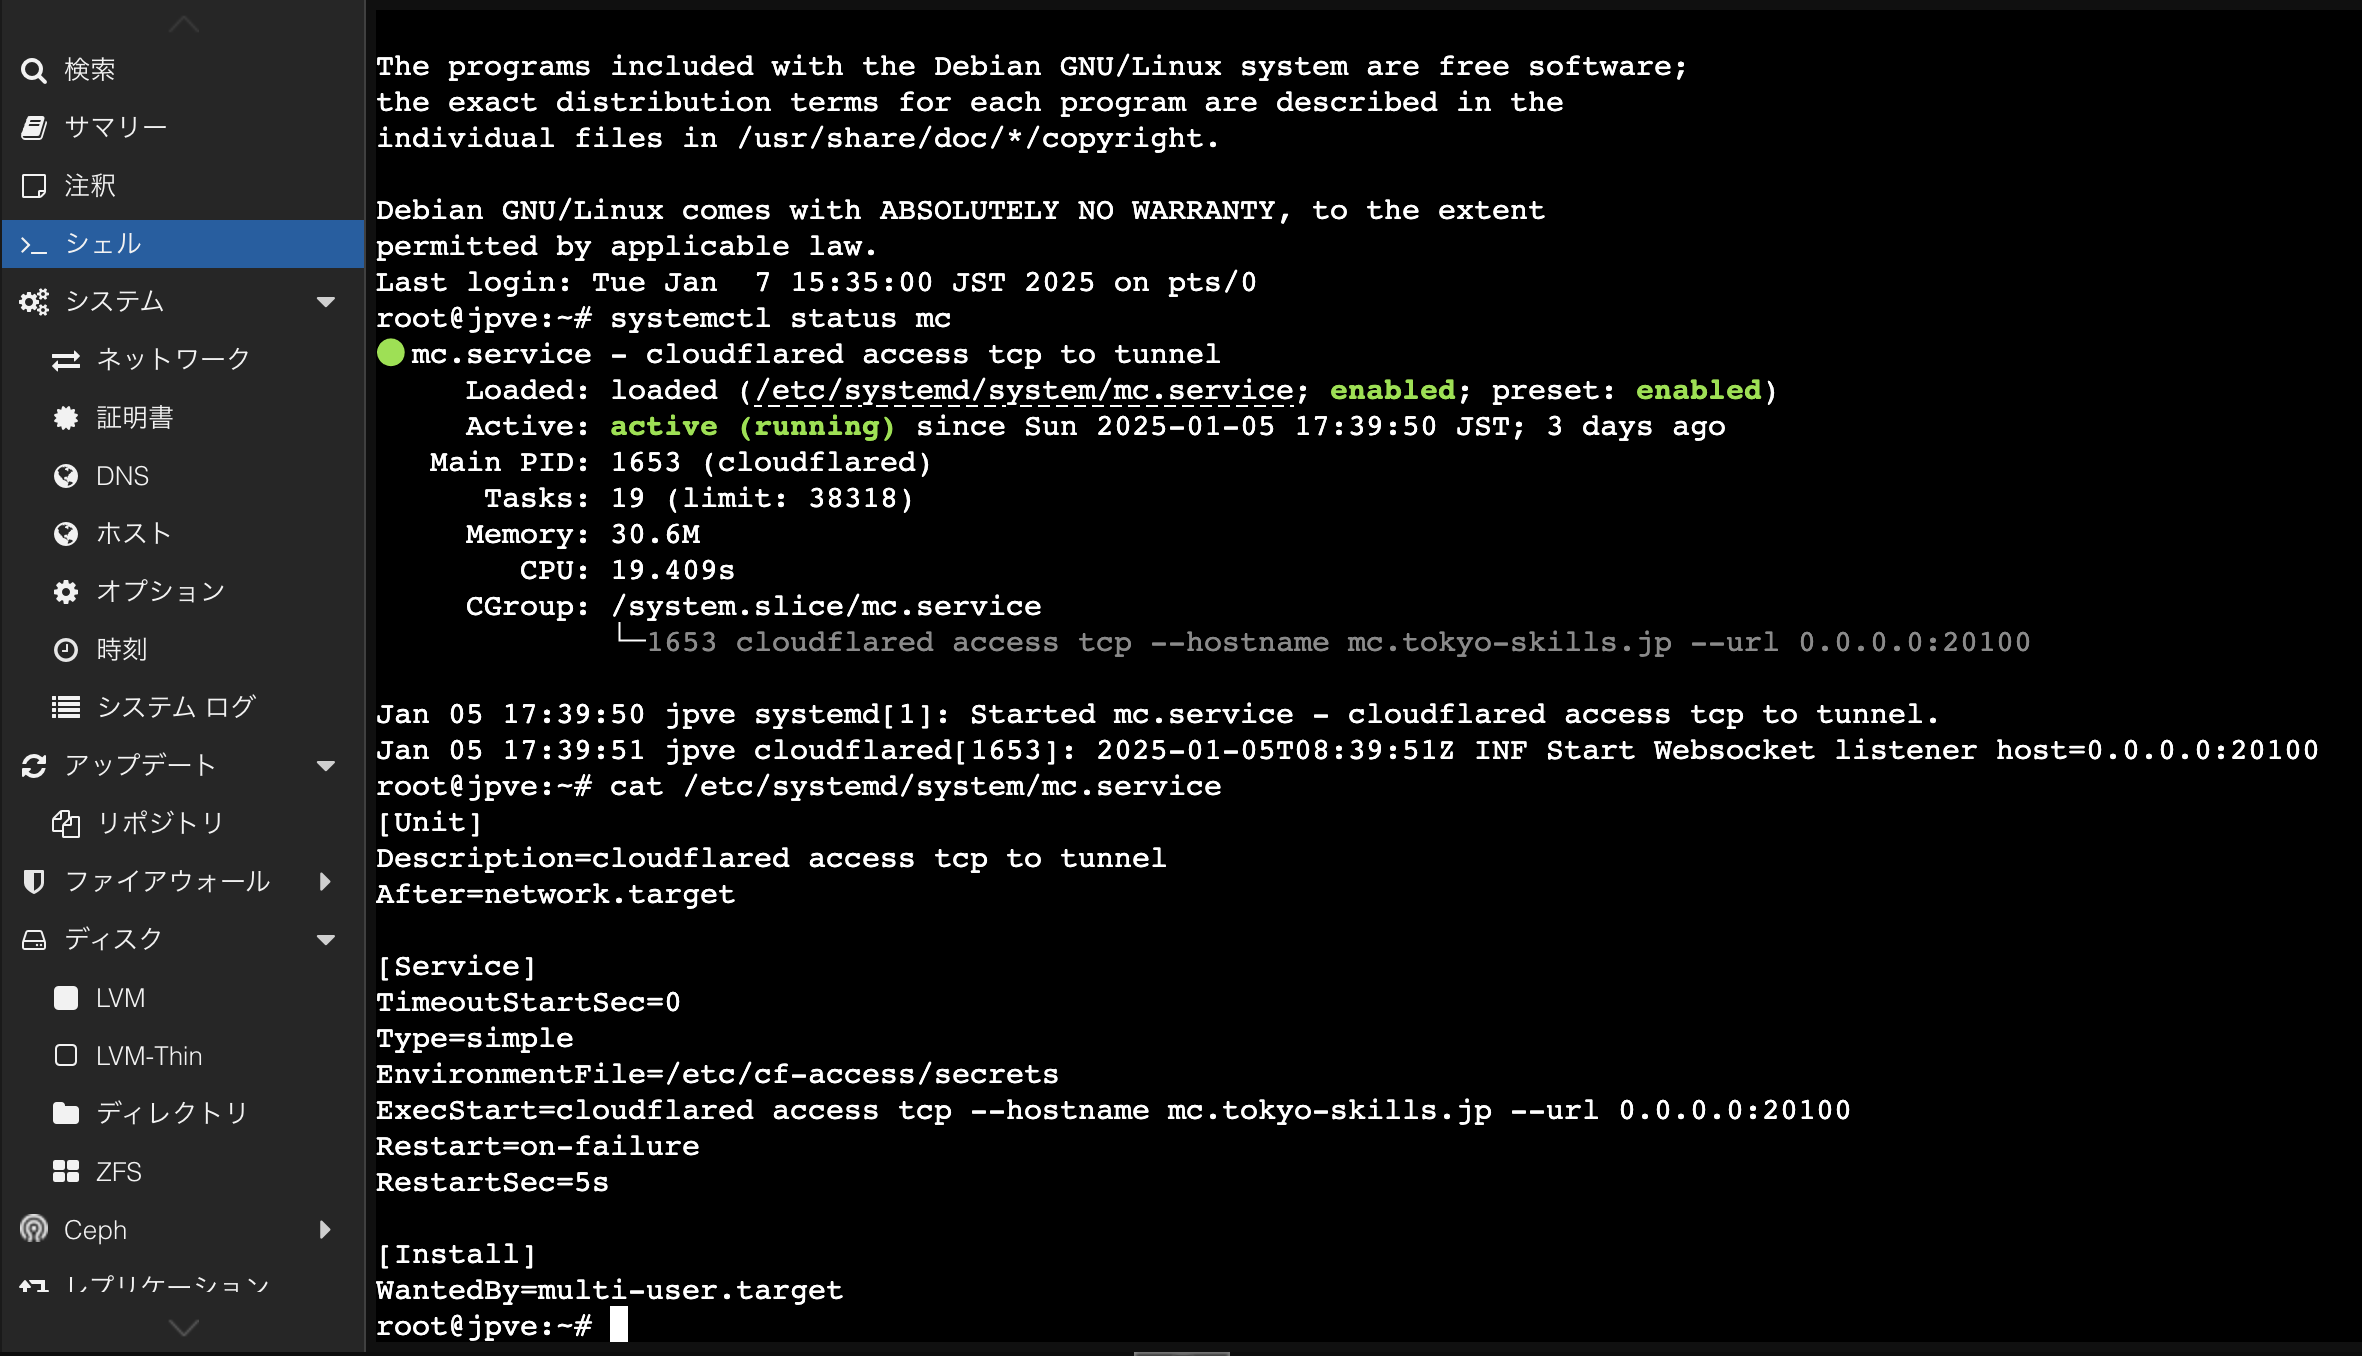 検索
サマリー
注釈
シェル
システム
ネットワーク
証明書
DNS
ホスト
オプション
時刻
システム ログ
アップデート
リポジトリ
ファイアウォール
ディスク
LVM
LVM-Thin
ディレクトリ
ZFS
Ceph
レプリケーション
The programs included with the Debian GNU/Linux system are free software;
the exact distribution terms for each program are described in the
individual files in /usr/share/doc/*/copyright.
Debian GNU/Linux comes with ABSOLUTELY NO WARRANTY, to the extent
permitted by applicable law.
Last login: Tue Jan  7 15:35:00 JST 2025 on pts/0
root@jpve:~# systemctl status mc
● mc.service - cloudflared access tcp to tunnel
     Loaded: loaded (/etc/systemd/system/mc.service; enabled; preset: enabled)
     Active: active (running) since Sun 2025-01-05 17:39:50 JST; 3 days ago
   Main PID: 1653 (cloudflared)
      Tasks: 19 (limit: 38318)
     Memory: 30.6M
        CPU: 19.409s
     CGroup: /system.slice/mc.service
             └─1653 cloudflared access tcp --hostname mc.tokyo-skills.jp --url 0.0.0.0:20100
Jan 05 17:39:50 jpve systemd[1]: Started mc.service - cloudflared access tcp to tunnel.
Jan 05 17:39:51 jpve cloudflared[1653]: 2025-01-05T08:39:51Z INF Start Websocket listener host=0.0.0.0:20100
root@jpve:~# cat /etc/systemd/system/mc.service
[Unit]
Description=cloudflared access tcp to tunnel
After=network.target
[Service]
TimeoutStartSec=0
Type=simple
EnvironmentFile=/etc/cf-access/secrets
ExecStart=cloudflared access tcp --hostname mc.tokyo-skills.jp --url 0.0.0.0:20100
Restart=on-failure
RestartSec=5s
[Install]
WantedBy=multi-user.target
root@jpve:~#